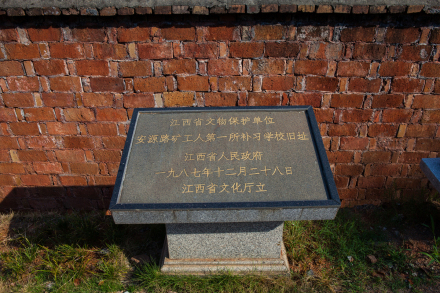 江西省文物保护单位
安源路矿工人第一所补习学校旧址
江西省人民政府
一九八七年十二月二十八日
江西省文化厅立